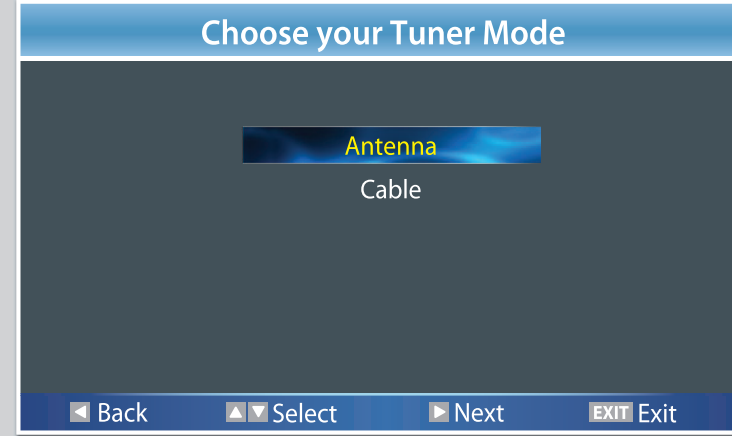 Choose your Tuner Mode
Antenna
Cable
Back Select Next EXIT Exit